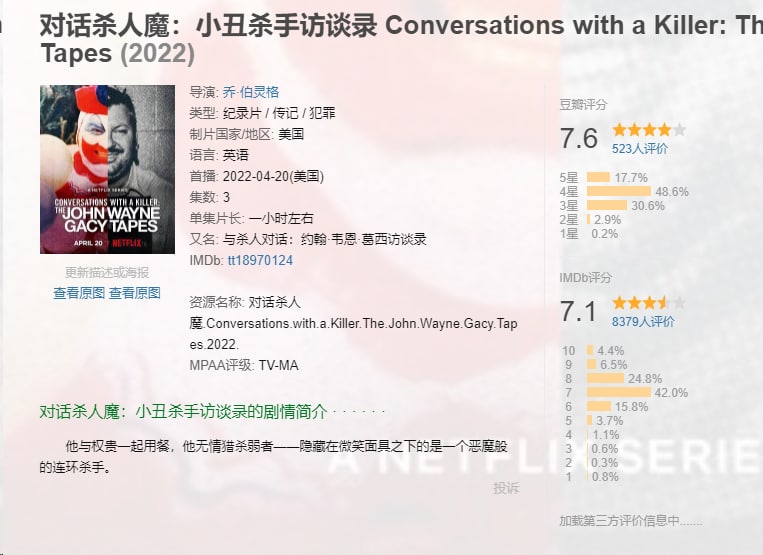 对话杀人魔：小丑杀手访谈录 Conversations with a Killer: Th
Tapes (2022)
导演: 乔·伯灵格
类型: 纪录片 / 传记 / 犯罪
制片国家/地区: 美国
语言: 英语
首播: 2022-04-20(美国)
集数: 3
单集片长: 一小时左右
又名: 与杀人对话：约翰·韦恩·葛西访谈录
IMDb: tt18970124
资源名称: 对话杀人
魔.Conversations.with.a.Killer.The.John.Wayne.Gacy.Tap
es.2022.
MPAA评级: TV-MA
A NETFLIX SERIES
CONVERSATIONS WITH A KILLER:
THE JOHN WAYNE
GACY TAPES
APRIL 20
NETFLIX
更新描述或海报
查看原图 查看原图
豆瓣评分
7.6
523人评价
5星 17.7%
4星 48.6%
3星 30.6%
2星 2.9%
1星 0.2%
IMDb评分
7.1
8379人评价
10 4.4%
9 6.5%
8 24.8%
7 42.0%
6 15.8%
5 3.7%
4 1.1%
3 0.6%
2 0.3%
1 0.8%
加载第三方评价信息中.......
对话杀人魔：小丑杀手访谈录的剧情简介 · · · · · ·
他与权贵一起用餐，他无情猎杀弱者——隐藏在微笑面具之下的是一个恶魔般
的连环杀手。
A NETFLIX SERIE
投诉